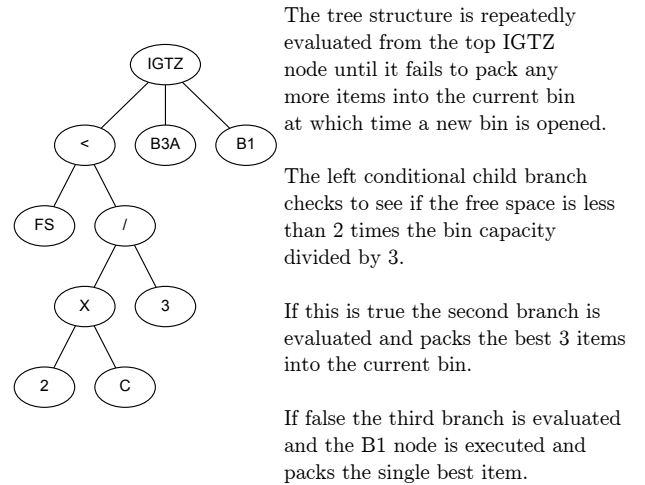 IGTZ
< B3A B1
FS /
X 3
2 C
The tree structure is repeatedly
evaluated from the top IGTZ
node until it fails to pack any
more items into the current bin
at which time a new bin is opened.
The left conditional child branch
checks to see if the free space is less
than 2 times the bin capacity
divided by 3.
If this is true the second branch is
evaluated and packs the best 3 items
into the current bin.
If false the third branch is evaluated
and the B1 node is executed and
packs the single best item.